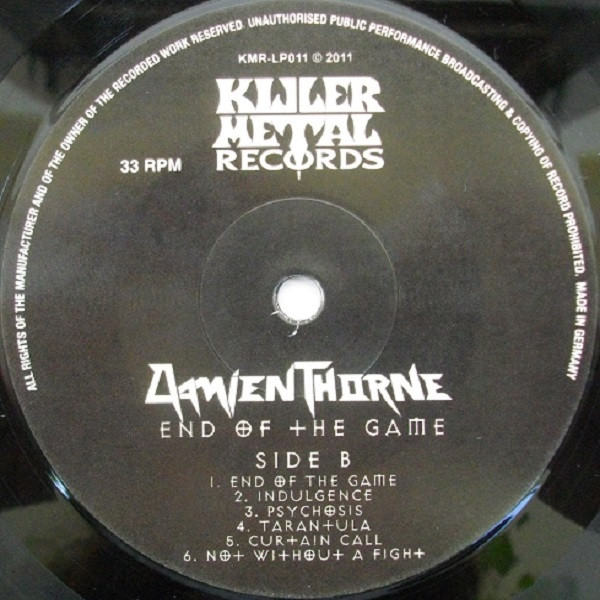 ALL RIGHTS OF THE MANUFACTURER AND OF THE OWNER OF THE RECORDED WORK RESERVED. UNAUTHORISED PUBLIC PERFORMANCE BROADCASTING & COPYING OF RECORD PROHIBITED. MADE IN GERMANY
KMR-LP011 © 2011
KILLER
METAL
RECORDS
33 RPM
DAMIEN THORNE
END OF THE GAME
SIDE B
1. END OF THE GAME
2. INDULGENCE
3. PSYCHOSIS
4. TARANTULA
5. CURTAIN CALL
6. NOT WITHOUT A FIGHT